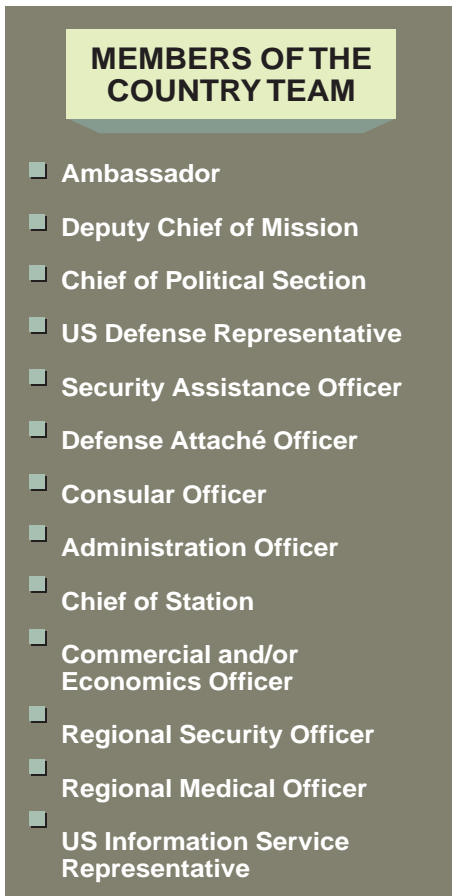 MEMBERS OF THE
COUNTRY TEAM
Ambassador
Deputy Chief of Mission
Chief of Political Section
US Defense Representative
Security Assistance Officer
Defense Attaché Officer
Consular Officer
Administration Officer
Chief of Station
Commercial and/or
Economics Officer
Regional Security Officer
Regional Medical Officer
US Information Service
Representative